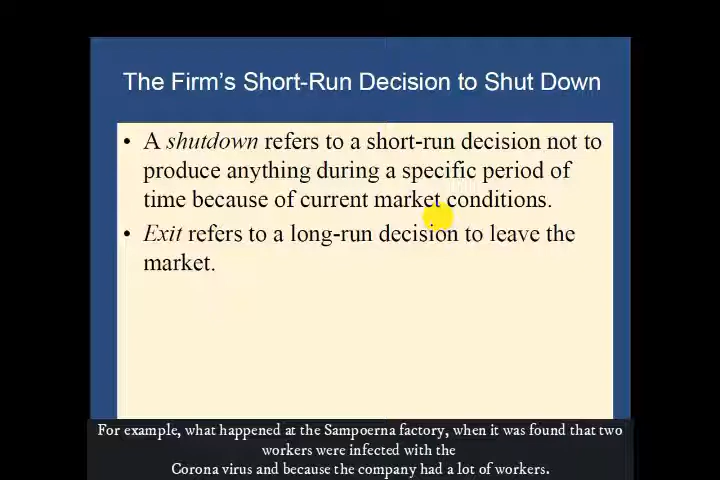 The Firm's Short-Run Decision to Shut Down
• A shutdown refers to a short-run decision not to
produce anything during a specific period of
time because of current market conditions.
• Exit refers to a long-run decision to leave the
market.
For example, what happened at the Sampoerna factory, when it was found that two
workers were infected with the
Corona virus and because the company had a lot of workers.